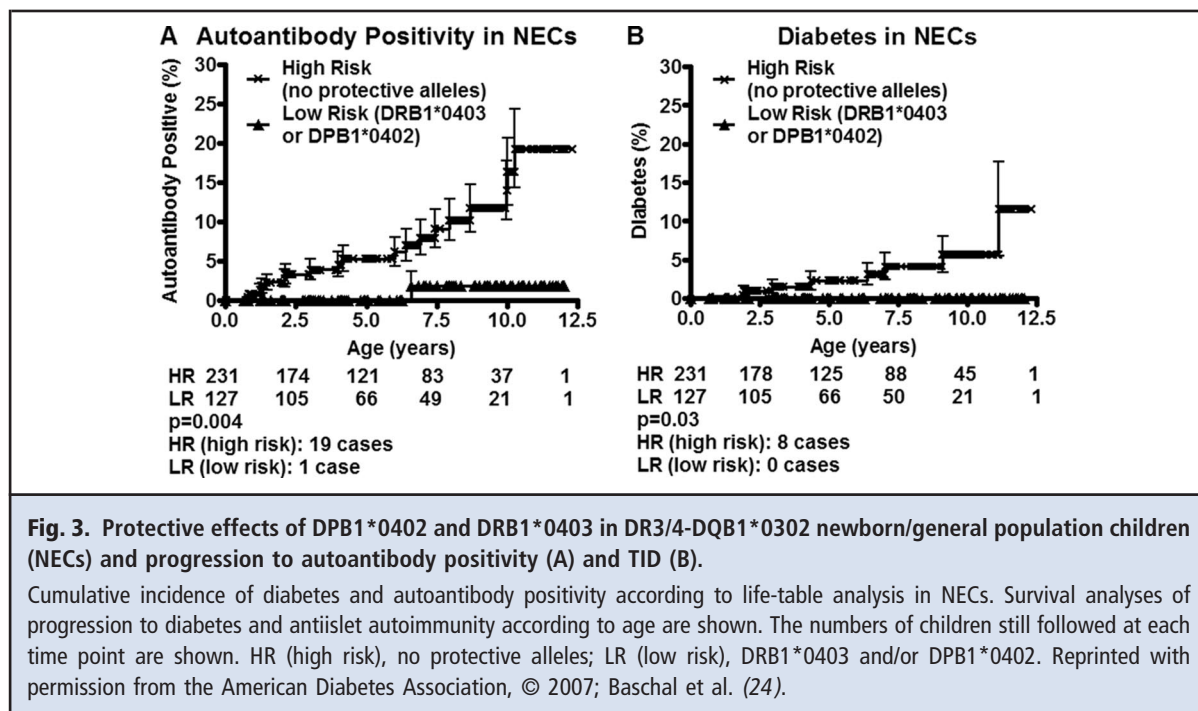 A Autoantibody Positivity in NECs
Autoantibody Positive (%)
30
25
20
15
10
5
0
High Risk
(no protective alleles)
Low Risk (DRB1*0403
or DPB1*0402)
0.0 2.5 5.0 7.5 10.0 12.5
Age (years)
HR 231 174 121 83 37 1
LR 127 105 66 49 21 1
p=0.004
HR (high risk): 19 cases
LR (low risk): 1 case
B Diabetes in NECs
Diabetes (%)
30
25
20
15
10
5
0
High Risk
(no protective alleles)
Low Risk (DRB1*0403
or DPB1*0402)
0.0 2.5 5.0 7.5 10.0 12.5
Age (years)
HR 231 178 125 88 45 1
LR 127 105 66 50 21 1
p=0.03
HR (high risk): 8 cases
LR (low risk): 0 cases
Fig. 3. Protective effects of DPB1*0402 and DRB1*0403 in DR3/4-DQB1*0302 newborn/general population children
(NECs) and progression to autoantibody positivity (A) and TID (B).
Cumulative incidence of diabetes and autoantibody positivity according to life-table analysis in NECs. Survival analyses of
progression to diabetes and antiislet autoimmunity according to age are shown. The numbers of children still followed at each
time point are shown. HR (high risk), no protective alleles; LR (low risk), DRB1*0403 and/or DPB1*0402. Reprinted with
permission from the American Diabetes Association, © 2007; Baschal et al. (24).